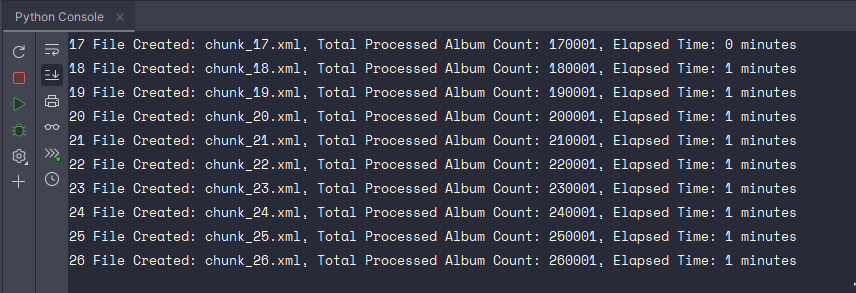 Python Console
17 File Created: chunk_17.xml, Total Processed Album Count: 170001, Elapsed Time: 0 minutes
18 File Created: chunk_18.xml, Total Processed Album Count: 180001, Elapsed Time: 1 minutes
19 File Created: chunk_19.xml, Total Processed Album Count: 190001, Elapsed Time: 1 minutes
20 File Created: chunk_20.xml, Total Processed Album Count: 200001, Elapsed Time: 1 minutes
21 File Created: chunk_21.xml, Total Processed Album Count: 210001, Elapsed Time: 1 minutes
22 File Created: chunk_22.xml, Total Processed Album Count: 220001, Elapsed Time: 1 minutes
23 File Created: chunk_23.xml, Total Processed Album Count: 230001, Elapsed Time: 1 minutes
24 File Created: chunk_24.xml, Total Processed Album Count: 240001, Elapsed Time: 1 minutes
25 File Created: chunk_25.xml, Total Processed Album Count: 250001, Elapsed Time: 1 minutes
26 File Created: chunk_26.xml, Total Processed Album Count: 260001, Elapsed Time: 1 minutes